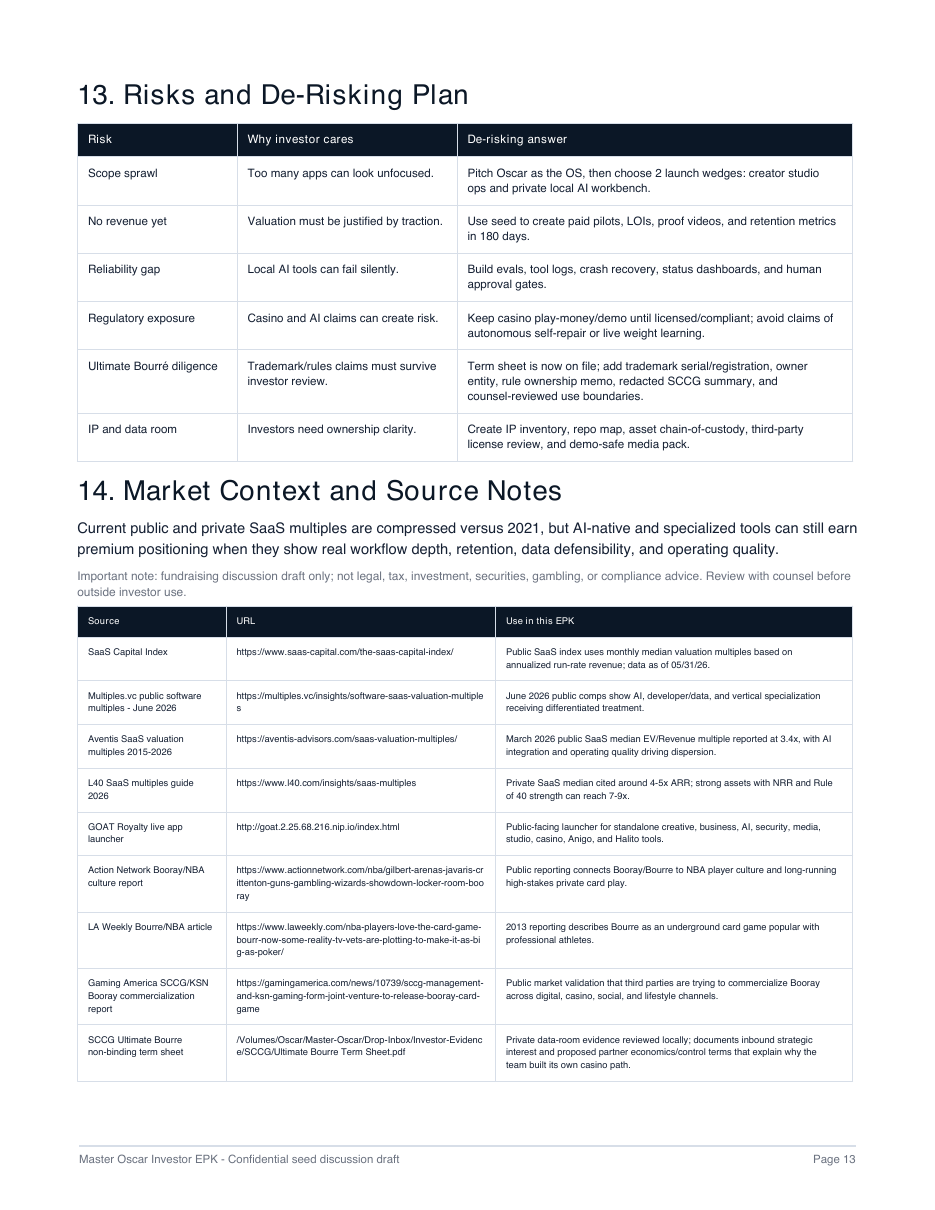 13. Risks and De-Risking Plan
Risk
Why investor cares
De-risking answer
Scope sprawl
Too many apps can look unfocused.
Pitch Oscar as the OS, then choose 2 launch wedges: creator studio
ops and private local AI workbench.
No revenue yet
Valuation must be justified by traction.
Use seed to create paid pilots, LOIs, proof videos, and retention metrics
in 180 days.
Reliability gap
Local AI tools can fail silently.
Build evals, tool logs, crash recovery, status dashboards, and human
approval gates.
Regulatory exposure
Casino and AI claims can create risk.
Keep casino play-money/demo until licensed/compliant; avoid claims of
autonomous self-repair or live weight learning.
Ultimate Bourré diligence
Trademark/rules claims must survive
investor review.
Term sheet is now on file; add trademark serial/registration, owner
entity, rule ownership memo, redacted SCCG summary, and
counsel-reviewed use boundaries.
IP and data room
Investors need ownership clarity.
Create IP inventory, repo map, asset chain-of-custody, third-party
license review, and demo-safe media pack.
14. Market Context and Source Notes
Current public and private SaaS multiples are compressed versus 2021, but AI-native and specialized tools can still earn
premium positioning when they show real workflow depth, retention, data defensibility, and operating quality.
Important note: fundraising discussion draft only; not legal, tax, investment, securities, gambling, or compliance advice. Review with counsel before
outside investor use.
Source
URL
Use in this EPK
SaaS Capital Index
https://www.saas-capital.com/the-saas-capital-index/
Public SaaS index uses monthly median valuation multiples based on
annualized run-rate revenue; data as of 05/31/26.
Multiples.vc public software
multiples - June 2026
https://multiples.vc/insights/software-saas-valuation-multiple
s
June 2026 public comps show AI, developer/data, and vertical specialization
receiving differentiated treatment.
Aventis SaaS valuation
multiples 2015-2026
https://aventis-advisors.com/saas-valuation-multiples/
March 2026 public SaaS median EV/Revenue multiple reported at 3.4x, with AI
integration and operating quality driving dispersion.
L40 SaaS multiples guide
2026
https://www.l40.com/insights/saas-multiples
Private SaaS median cited around 4-5x ARR; strong assets with NRR and Rule
of 40 strength can reach 7-9x.
GOAT Royalty live app
launcher
http://goat.2.25.68.216.nip.io/index.html
Public-facing launcher for standalone creative, business, AI, security, media,
studio, casino, Anigo, and Halito tools.
Action Network Booray/NBA
culture report
https://www.actionnetwork.com/nba/gilbert-arenas-javaris-cr
ittenton-guns-gambling-wizards-showdown-locker-room-boo
ray
Public reporting connects Booray/Bourre to NBA player culture and long-running
high-stakes private card play.
LA Weekly Bourre/NBA article
https://www.laweekly.com/nba-players-love-the-card-game-
bourr-now-some-reality-tv-vets-are-plotting-to-make-it-as-bi
g-as-poker/
2013 reporting describes Bourre as an underground card game popular with
professional athletes.
Gaming America SCCG/KSN
Booray commercialization
report
https://gamingamerica.com/news/10739/sccg-management-
and-ksn-gaming-form-joint-venture-to-release-booray-card-
game
Public market validation that third parties are trying to commercialize Booray
across digital, casino, social, and lifestyle channels.
SCCG Ultimate Bourre
non-binding term sheet
/Volumes/Oscar/Master-Oscar/Drop-Inbox/Investor-Evidenc
e/SCCG/Ultimate Bourre Term Sheet.pdf
Private data-room evidence reviewed locally; documents inbound strategic
interest and proposed partner economics/control terms that explain why the
team built its own casino path.
Master Oscar Investor EPK - Confidential seed discussion draft
Page 13